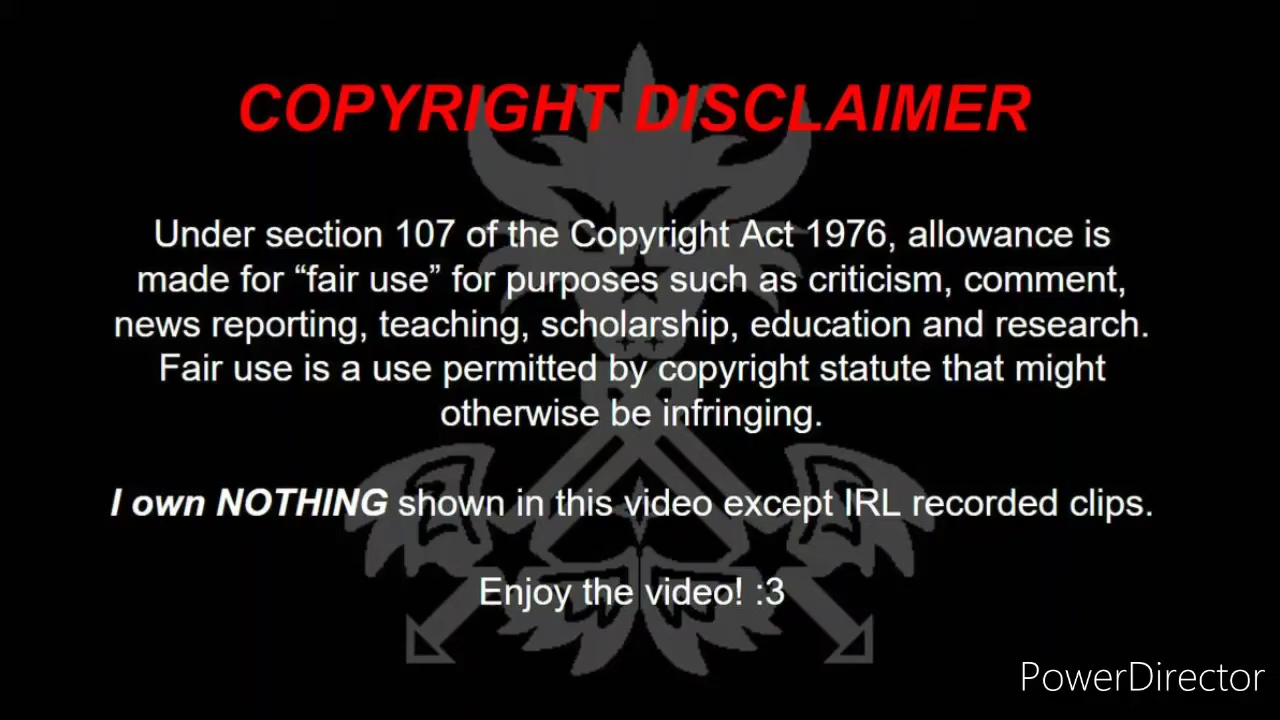 COPYRIGHT DISCLAIMER
Under section 107 of the Copyright Act 1976, allowance is
made for “fair use” for purposes such as criticism, comment,
news reporting, teaching, scholarship, education and research.
Fair use is a use permitted by copyright statute that might
otherwise be infringing.
I own NOTHING shown in this video except IRL recorded clips.
Enjoy the video! :3
PowerDirector